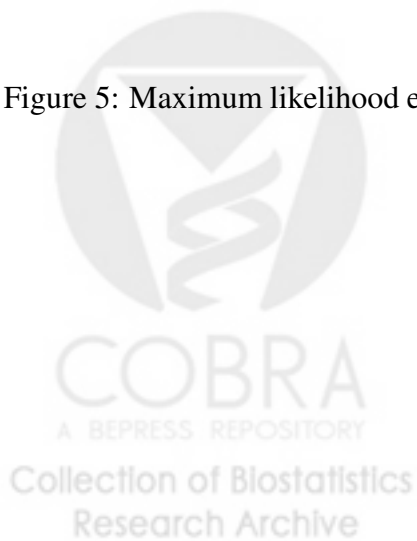 Figure 5: Maximum likelihood e
COBRA
A BEPRESS REPOSITORY
Collection of Biostatistics
Research Archive